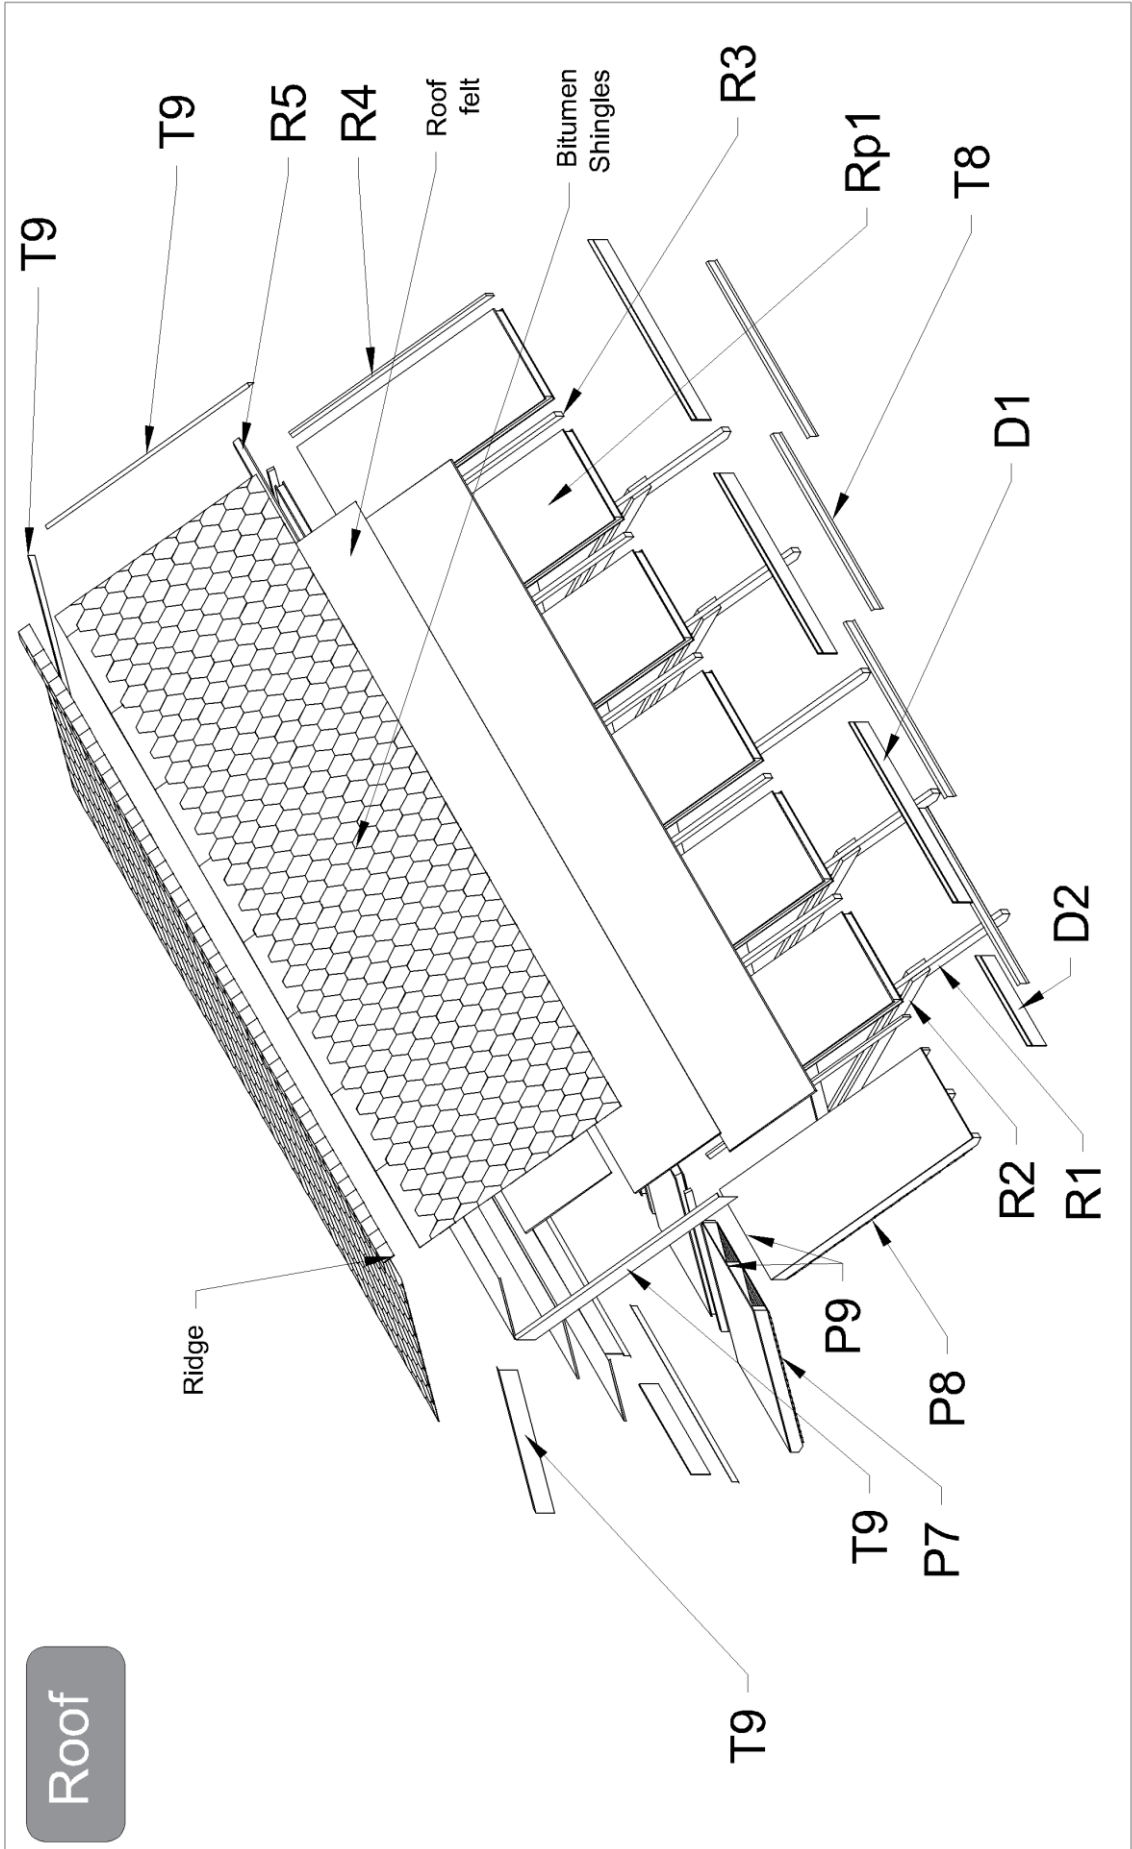 Roof
T9
T9
R5
R4
Roof
felt
Bitumen
Shingles
R3
Rp1
T8
D1
D2
R1
R2
P8
P9
P7
T9
T9
Ridge